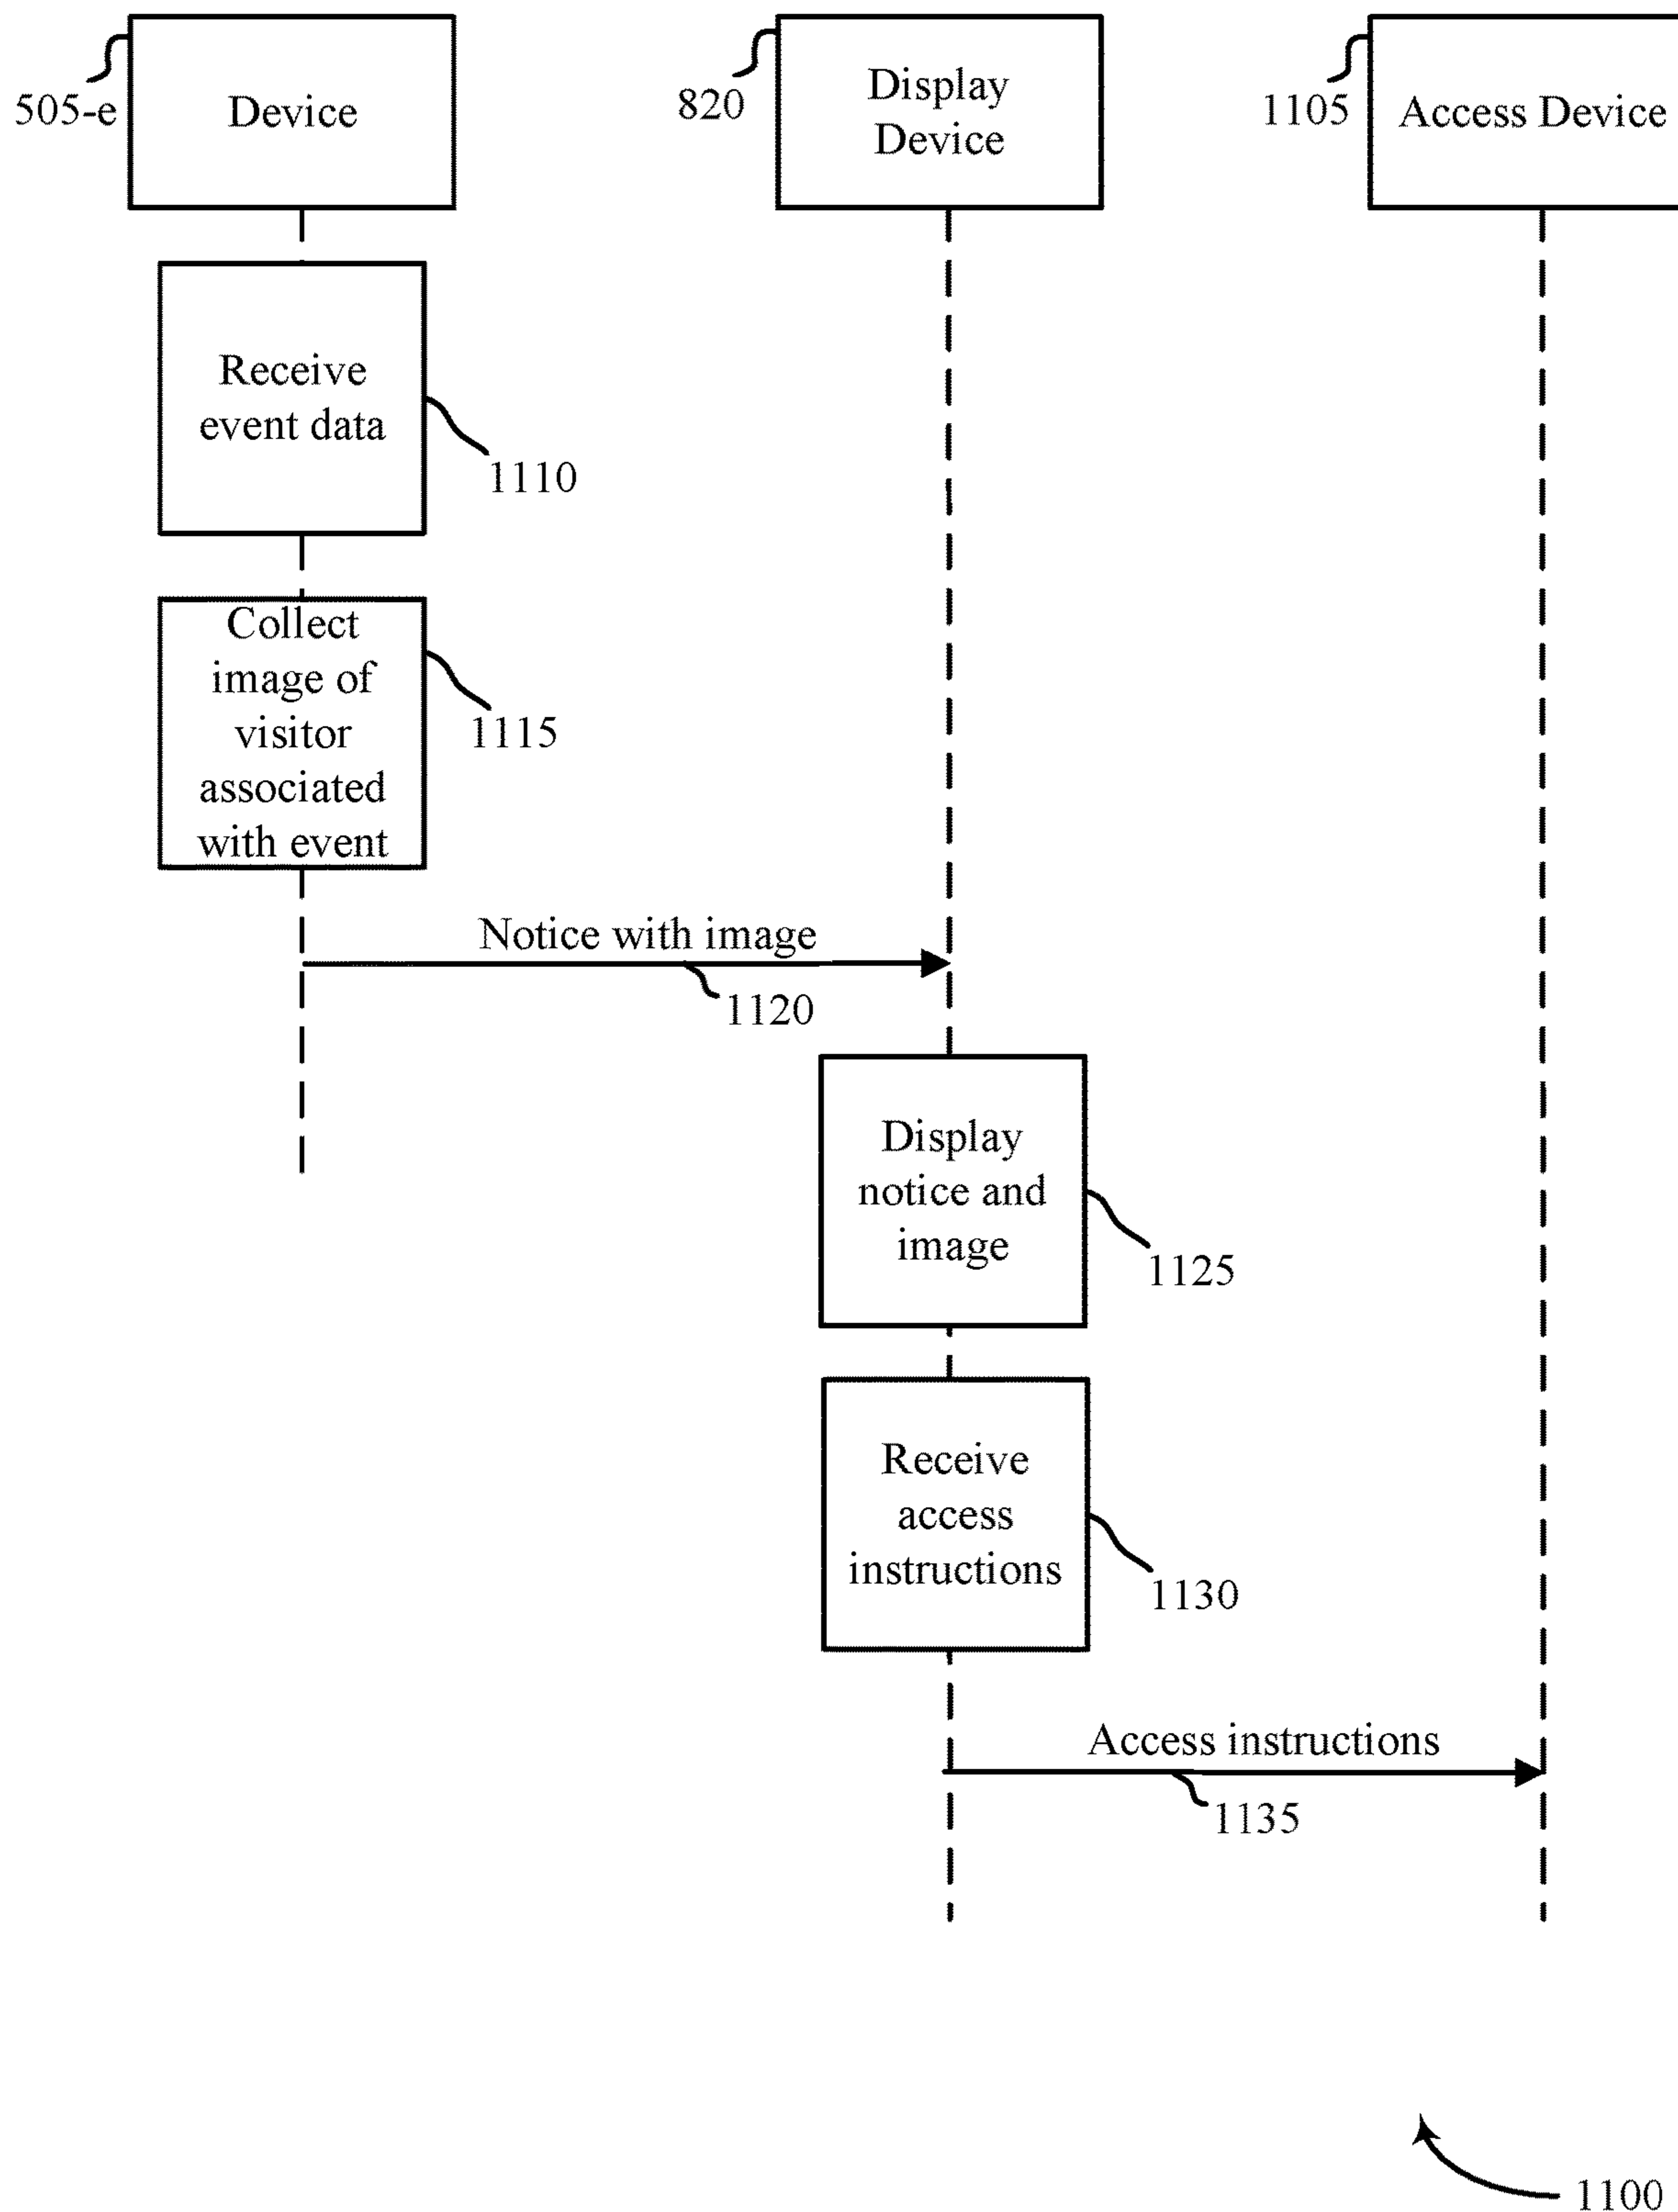 505-e
Device
820
Display
Device
1105
Access Device
Receive
event data
1110
Collect
image of
visitor
associated
with event
1115
Notice with image
1120
Display
notice and
image
1125
Receive
access
instructions
1130
Access instructions
1135
1100